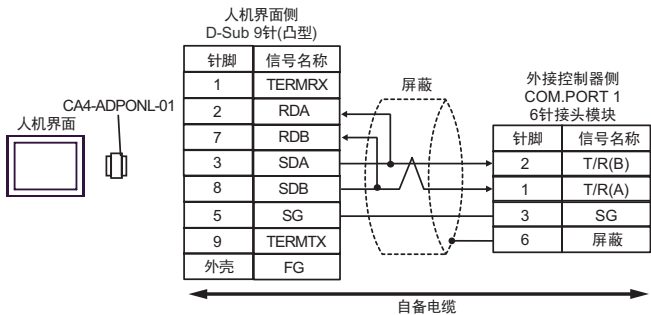 人机界面侧
D-Sub 9针(凸型)
针脚 信号名称
1 TERMRX
2 RDA
7 RDB
3 SDA
8 SDB
5 SG
9 TERMTX
外壳 FG
CA4-ADPONL-01
人机界面
屏蔽
外接控制器侧
COM.PORT 1
6针接头模块
针脚 信号名称
2 T/R(B)
1 T/R(A)
3 SG
6 屏蔽
自备电缆